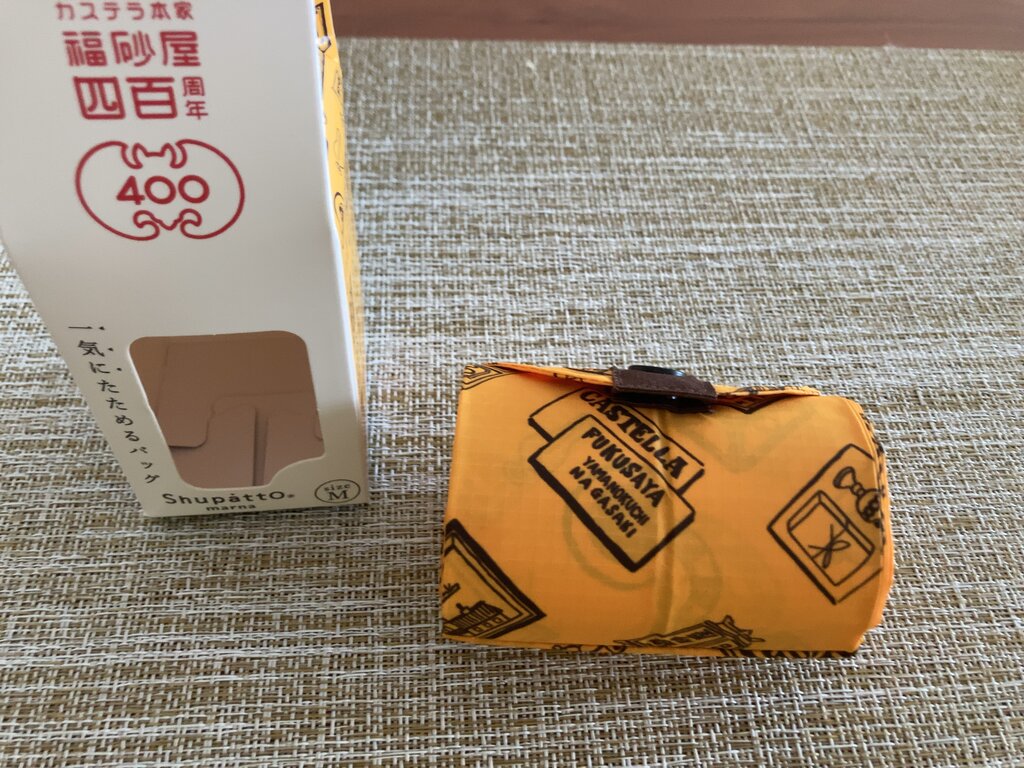 カステラ本家
福砂屋
四百周年
400
一気にたためるバッグ
Shupatto®
marna
size
M
CASTELLA
FUKUSAYA
YAMANOKUCHI
NAGASAKI